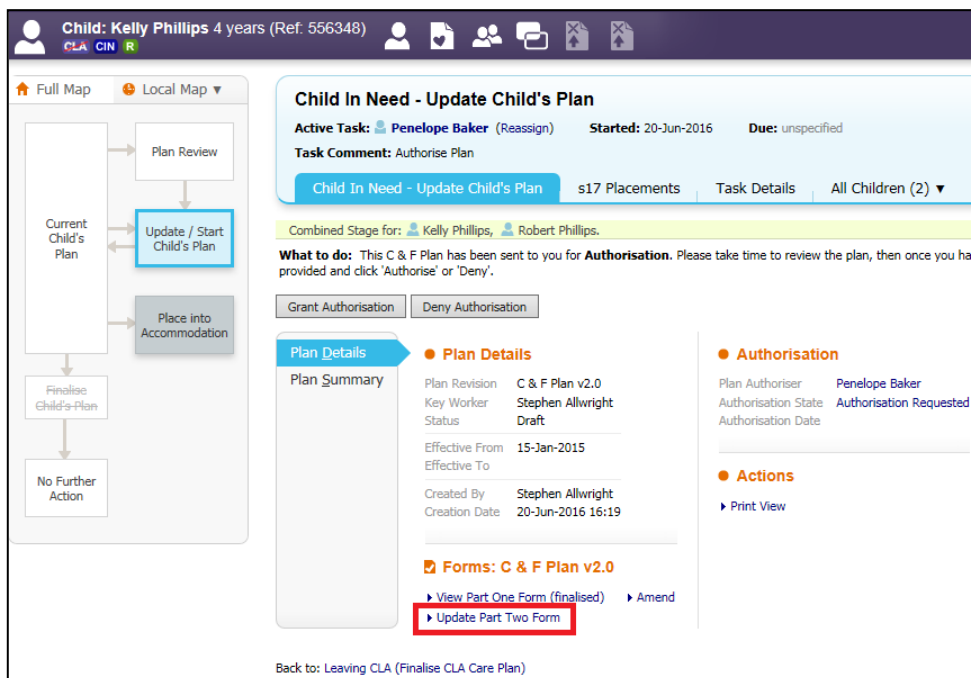 Child: Kelly Phillips 4 years (Ref: 556348)
CLA CIN R
Full Map Local Map ▼
Plan Review
Current
Child's
Plan
Update / Start
Child's Plan
Place into
Accommodation
Finalise
Child's Plan
No Further
Action
Child In Need - Update Child's Plan
Active Task: Penelope Baker (Reassign) Started: 20-Jun-2016 Due: unspecified
Task Comment: Authorise Plan
Child In Need - Update Child's Plan s17 Placements Task Details All Children (2) ▼
Combined Stage for: Kelly Phillips, Robert Phillips.
What to do: This C & F Plan has been sent to you for Authorisation. Please take time to review the plan, then once you ha
provided and click 'Authorise' or 'Deny'.
Grant Authorisation Deny Authorisation
Plan Details
Plan Summary
Plan Details
Plan Revision C & F Plan v2.0
Key Worker Stephen Allwright
Status Draft
Effective From 15-Jan-2015
Effective To
Created By Stephen Allwright
Creation Date 20-Jun-2016 16:19
Forms: C & F Plan v2.0
View Part One Form (finalised) Amend
Update Part Two Form
Authorisation
Plan Authoriser Penelope Baker
Authorisation State Authorisation Requested
Authorisation Date
Actions
Print View
Back to: Leaving CLA (Finalise CLA Care Plan)